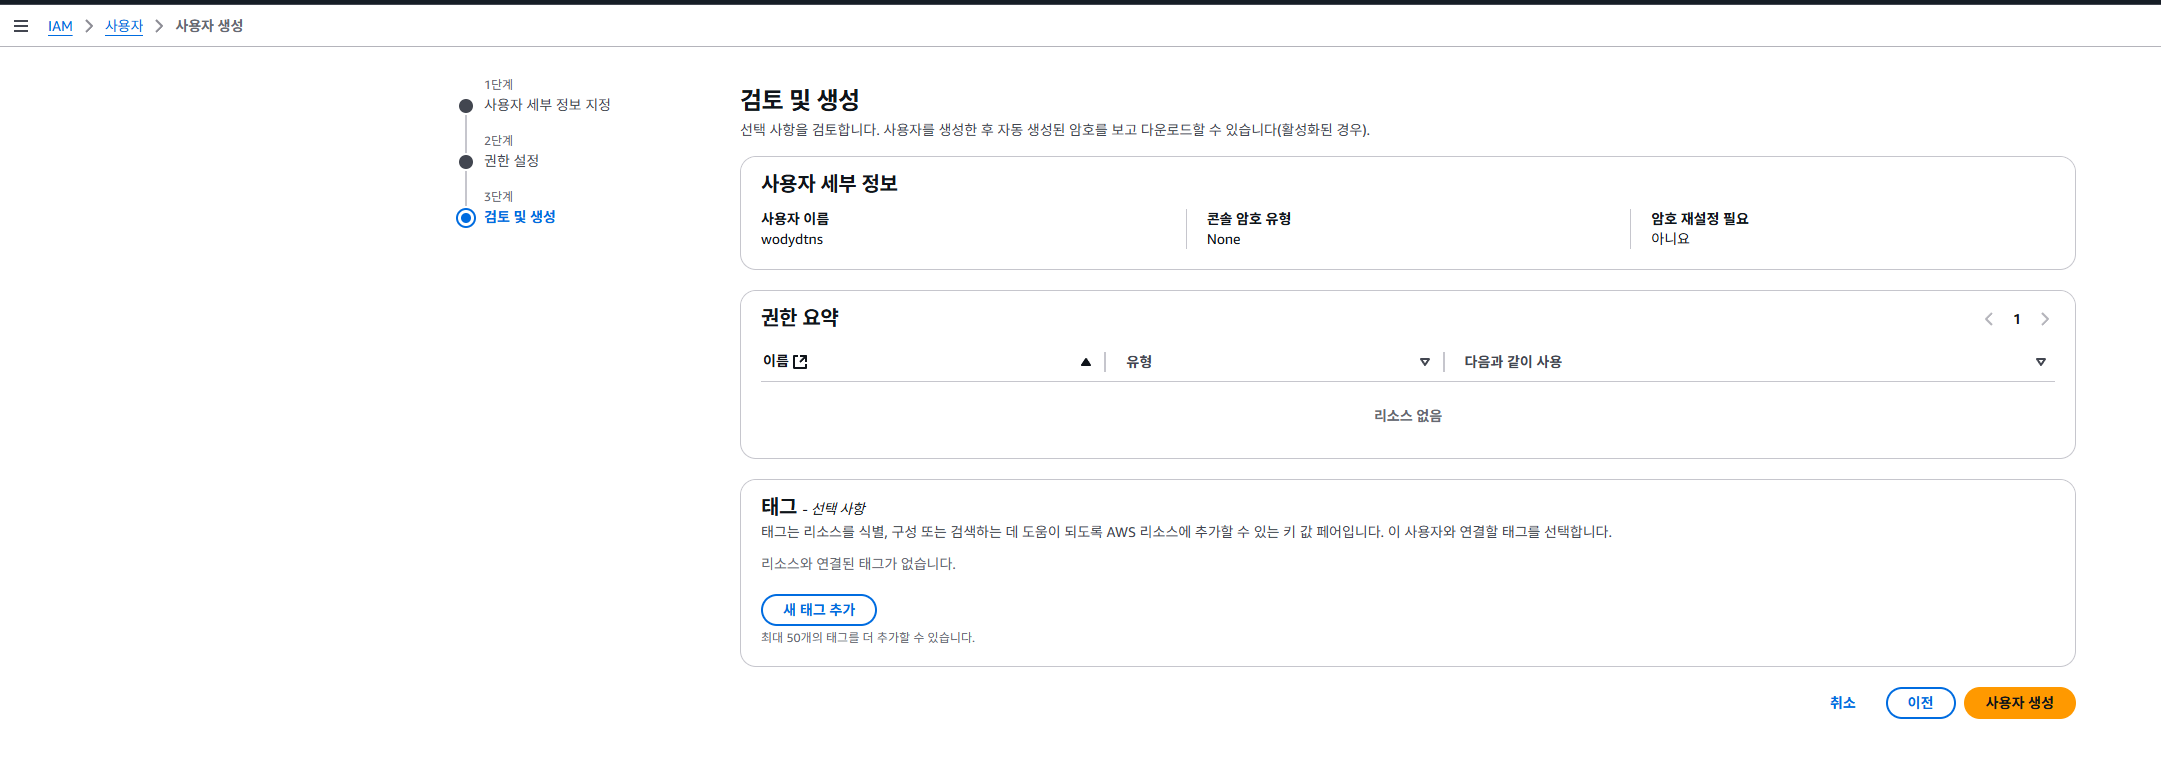 IAM > 사용자 > 사용자 생성
1단계
사용자 세부 정보 지정
2단계
권한 설정
3단계
검토 및 생성
검토 및 생성
선택 사항을 검토합니다. 사용자를 생성한 후 자동 생성된 암호를 보고 다운로드할 수 있습니다(활성화된 경우).
사용자 세부 정보
사용자 이름
wodydtns
콘솔 암호 유형
None
암호 재설정 필요
아니요
권한 요약
1
이름 유형 다음과 같이 사용
리소스 없음
태그 - 선택 사항
태그는 리소스를 식별, 구성 또는 검색하는 데 도움이 되도록 AWS 리소스에 추가할 수 있는 키 값 페어입니다. 이 사용자와 연결할 태그를 선택합니다.
리소스와 연결된 태그가 없습니다.
새 태그 추가
최대 50개의 태그를 더 추가할 수 있습니다.
취소 이전 사용자 생성